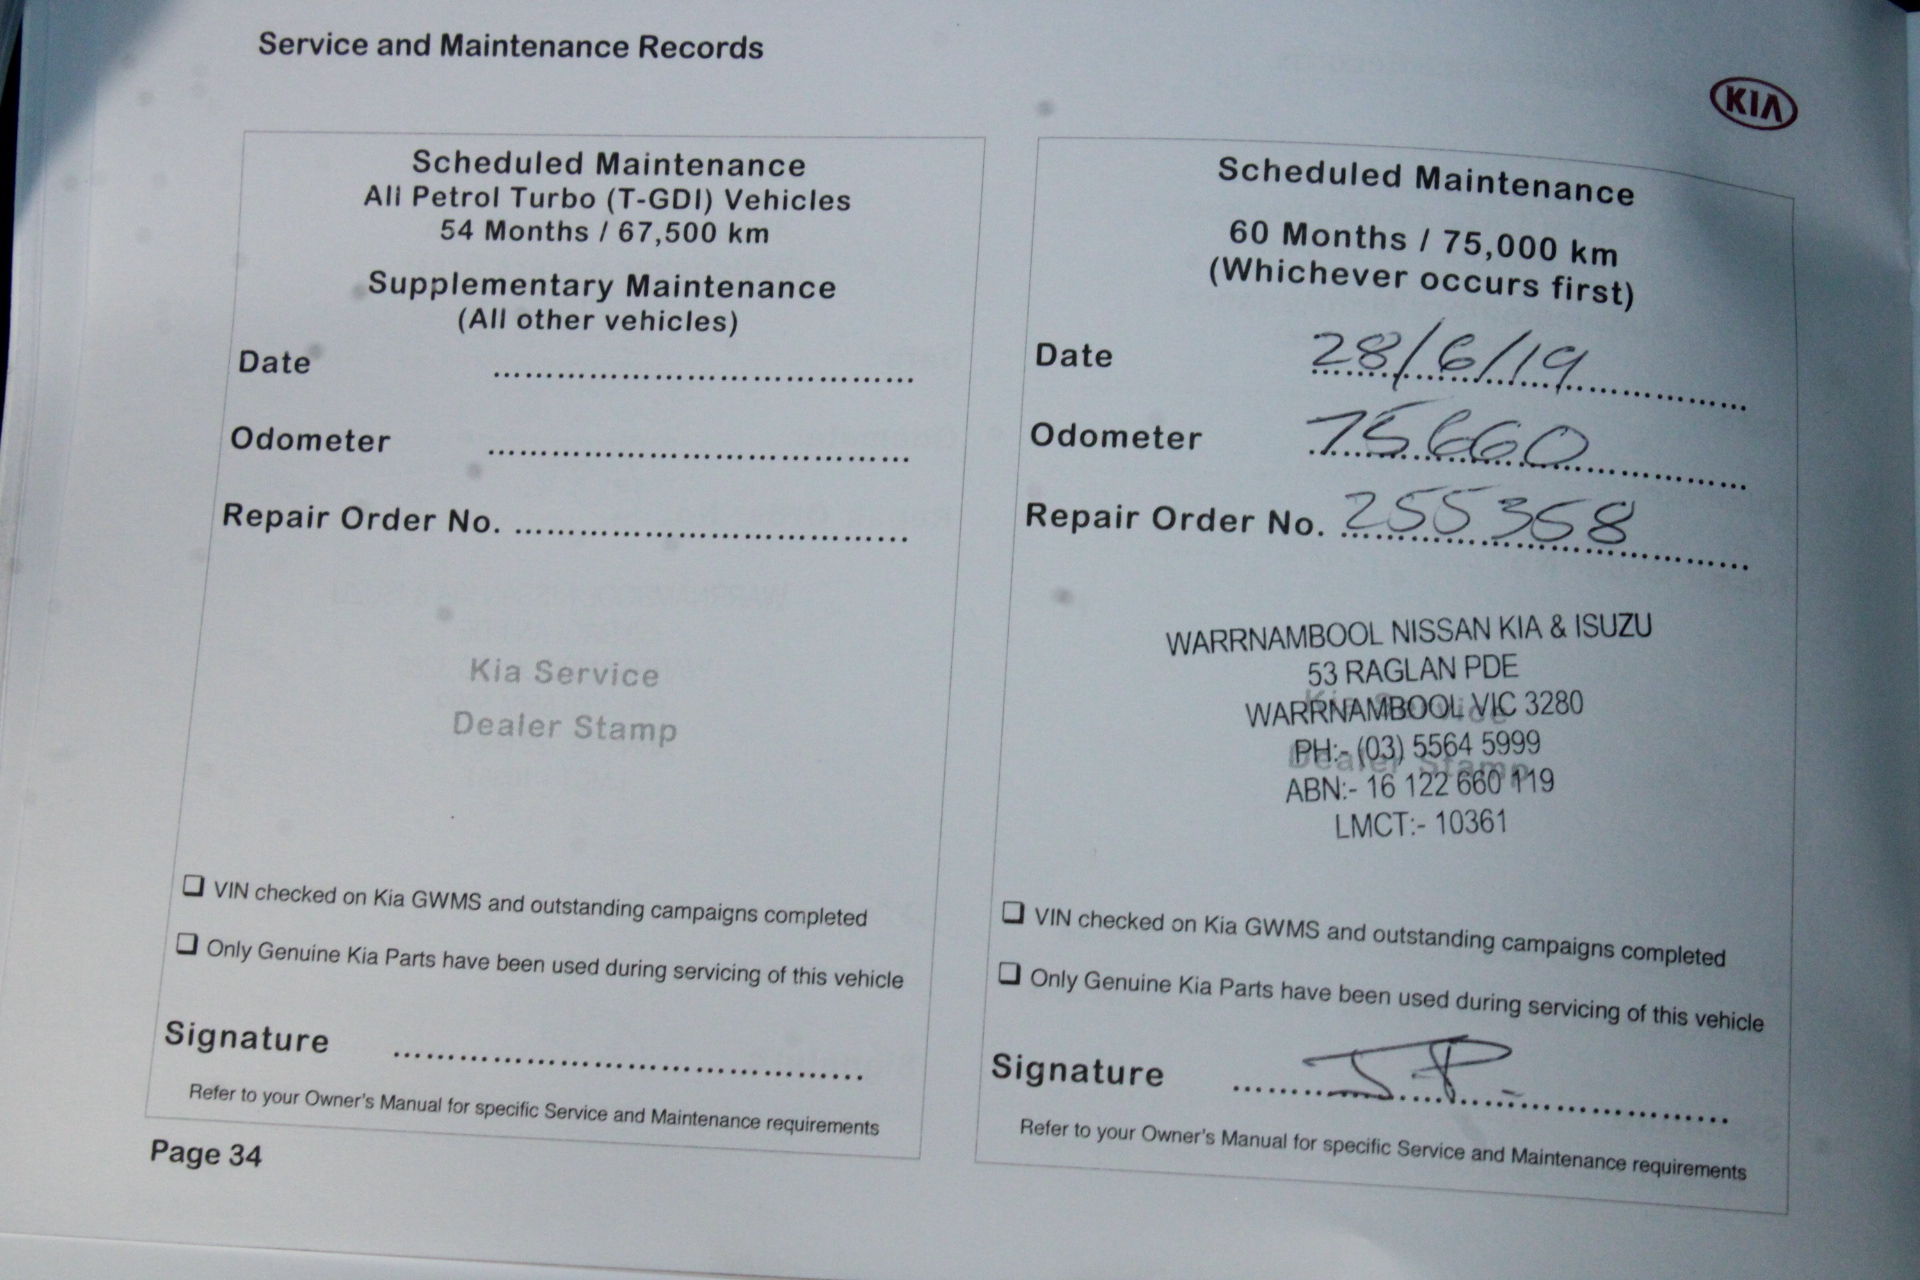 Service and Maintenance Records
KIA
Scheduled Maintenance
All Petrol Turbo (T-GDI) Vehicles
54 Months / 67,500 km
Supplementary Maintenance
(All other vehicles)
Date
Odometer
Repair Order No.
Kia Service
Dealer Stamp
VIN checked on Kia GWMS and outstanding campaigns completed
Only Genuine Kia Parts have been used during servicing of this vehicle
Signature
Refer to your Owner's Manual for specific Service and Maintenance requirements
Page 34
Scheduled Maintenance
60 Months / 75,000 km
(Whichever occurs first)
Date 28/6/19
Odometer 75660
Repair Order No. 255358
WARRNAMBOOL NISSAN KIA & ISUZU
53 RAGLAN PDE
WARRNAMBOOL VIC 3280
Kia Service
PH:- (03) 5564 5999
Dealer Stamp
ABN:- 16 122 660 119
LMCT:- 10361
VIN checked on Kia GWMS and outstanding campaigns completed
Only Genuine Kia Parts have been used during servicing of this vehicle
Signature
Refer to your Owner's Manual for specific Service and Maintenance requirements